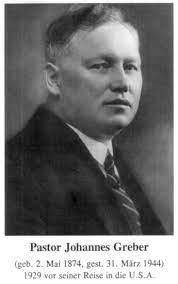 Pastor Johannes Greber
(geb. 2. Mai 1874, gest. 31. März 1944)
1929 vor seiner Reise in die U.S.A.